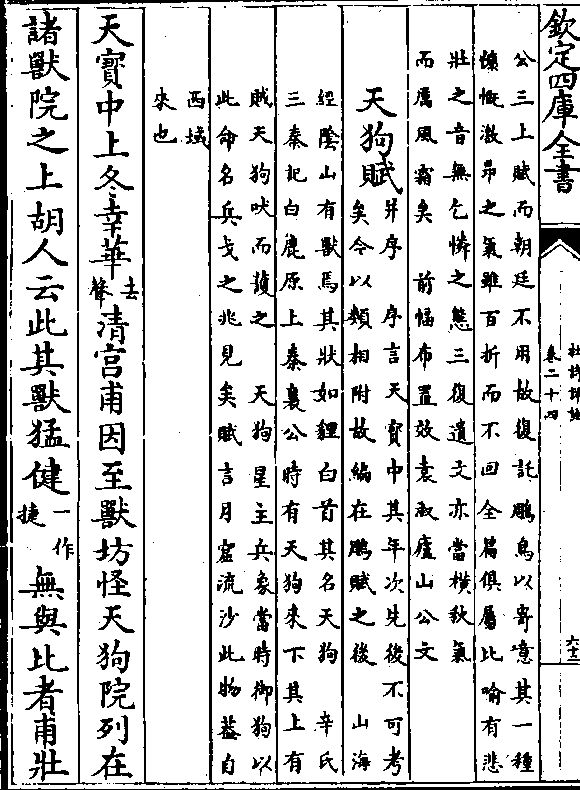 欽定四庫全書
卷二十四
公三上賦而朝廷不用故復託鵰鳥以寄意其一種
慷慨激昂之氣雖百折而不回全篇俱屬比喻有悲
壯之音無乞憐之態三復遺文亦當橫秋氣
而厲風霜矣　前幅布置效袁淑廬山公文
天狗賦
并序　序言天寶中其年次先後不可考
矣今以類相附故編在鵰賦之後　山海
經陰山有獸焉其狀如貍白首其名天狗　辛氏
三秦記白鹿原上秦襄公時有天狗來下其上有
賊天狗吠而護之　天狗星主兵象當時御狗以
此命名兵戈之兆見矣賦言月窟流沙此物葢自
西域
來也
天寶中上冬幸華去聲清宮甫因至獸坊怪天狗院列在
諸獸院之上胡人云此其獸猛健一作捷無與比者甫壯